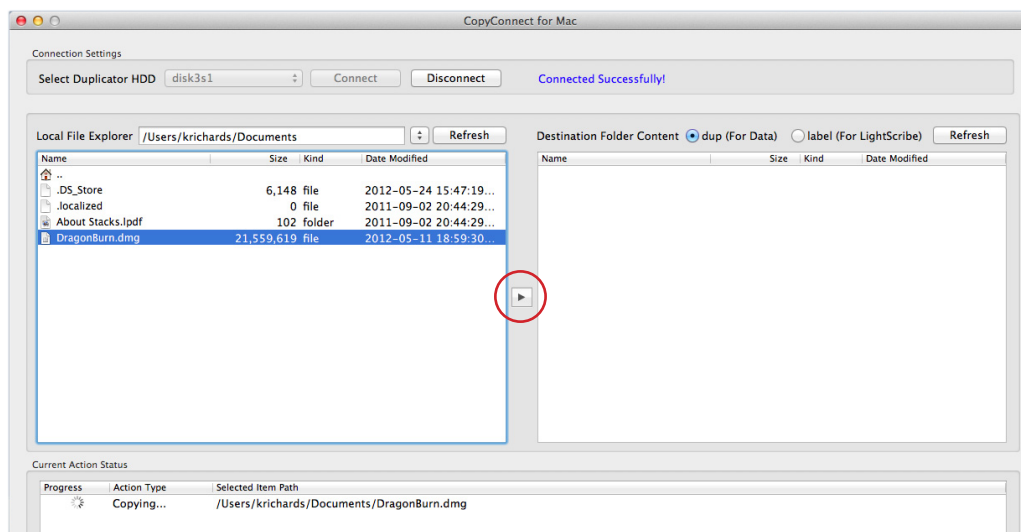 CopyConnect for Mac
Connection Settings
Select Duplicator HDD disk3s1 Connect Disconnect Connected Successfully!
Local File Explorer /Users/krichards/Documents Refresh Destination Folder Content dup (For Data) label (For LightScribe) Refresh
Name Size Kind Date Modified Name Size Kind Date Modified
..
.DS_Store 6,148 file 2012-05-24 15:47:19...
.localized 0 file 2011-09-02 20:44:29...
About Stacks.lpdf 102 folder 2011-09-02 20:44:29...
DragonBurn.dmg 21,559,619 file 2012-05-11 18:59:30...
Current Action Status
Progress Action Type Selected Item Path
Copying... /Users/krichards/Documents/DragonBurn.dmg